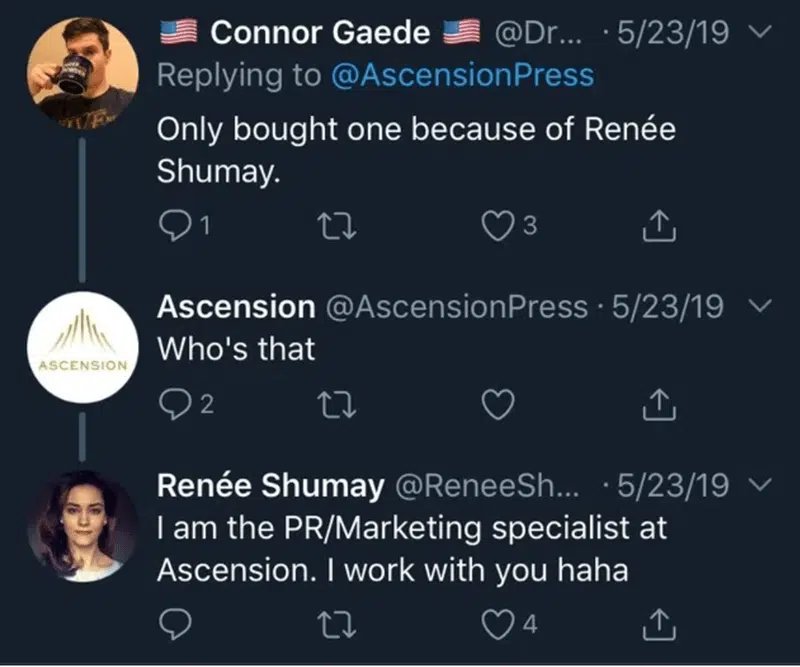 🇺🇸 Connor Gaede 🇺🇸 @Dr... · 5/23/19
Replying to @AscensionPress
Only bought one because of Renée
Shumay.
1 3
Ascension @AscensionPress · 5/23/19
Who's that
ASCENSION
2
Renée Shumay @ReneeSh... · 5/23/19
I am the PR/Marketing specialist at
Ascension. I work with you haha
4